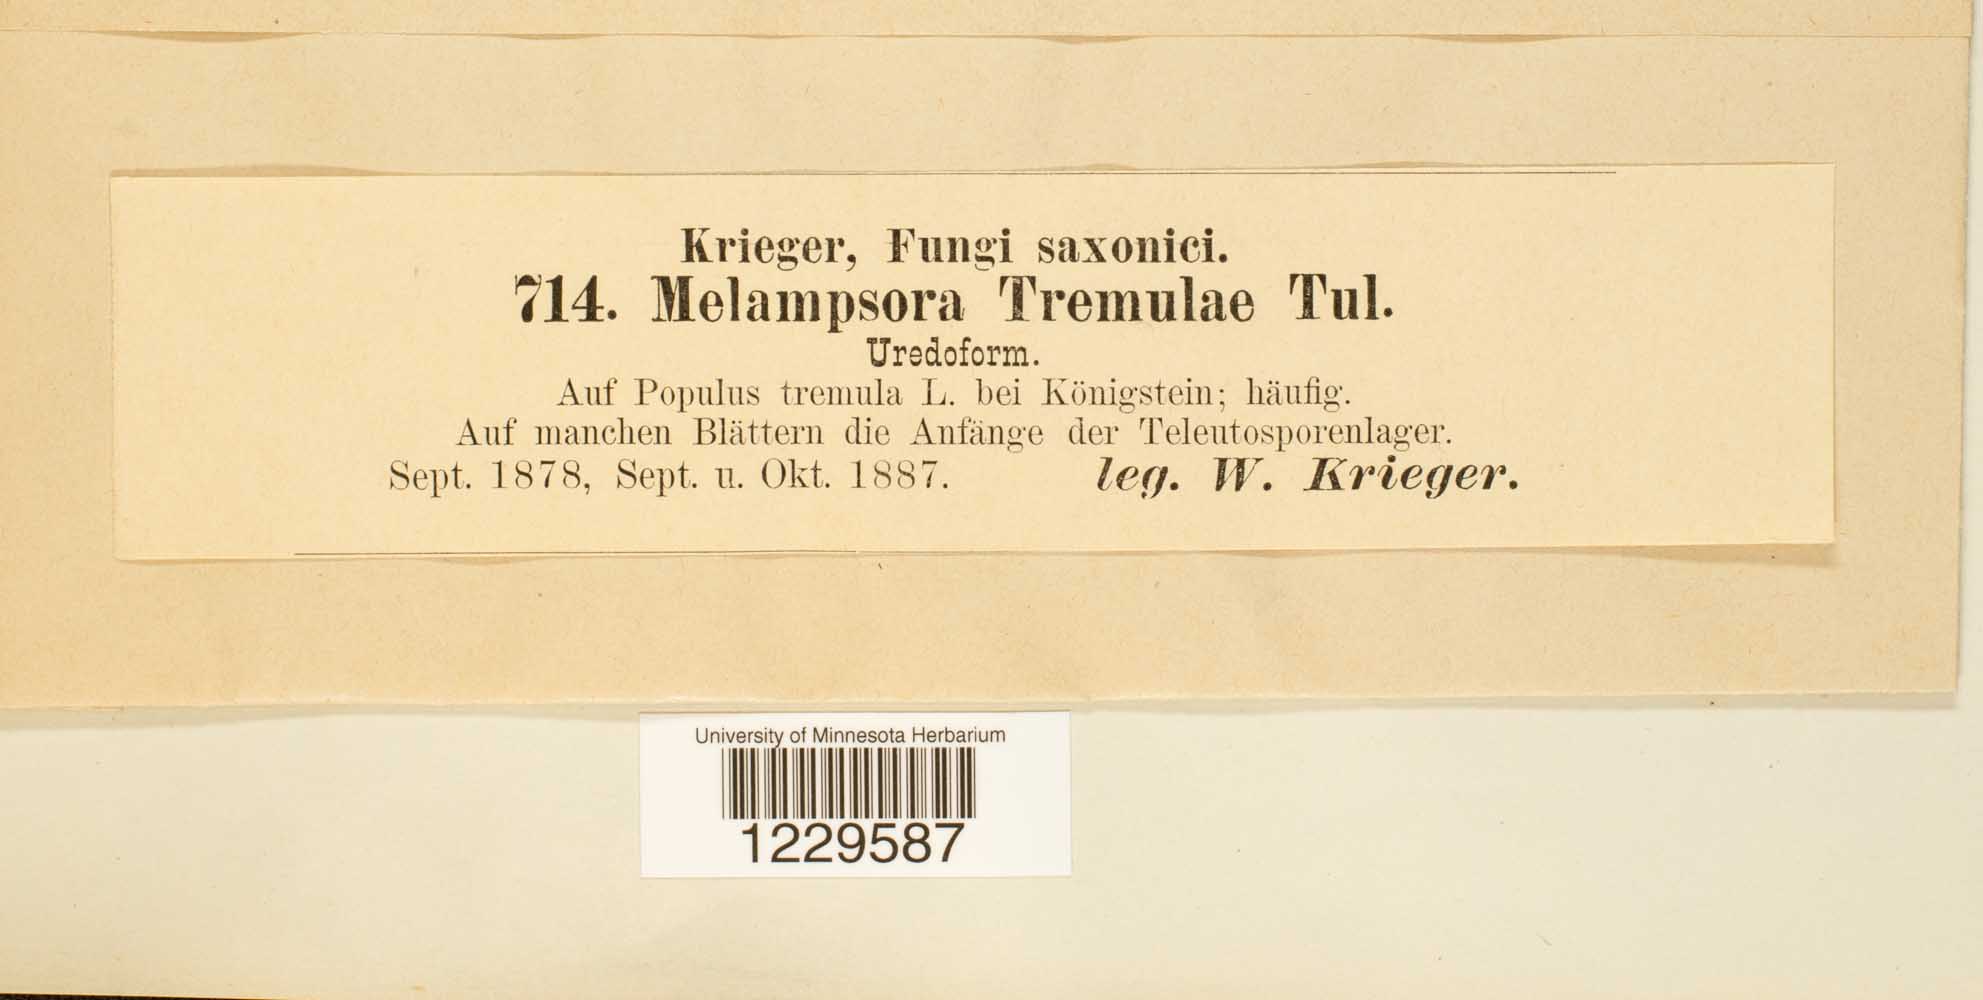 Krieger, Fungi saxonici.
714. Melampsora Tremulae Tul.
Uredoform.
Auf Populus tremula L. bei Königstein; häufig.
Auf manchen Blättern die Anfänge der Teleutosporenlager.
Sept. 1878, Sept. u. Okt. 1887. leg. W. Krieger.
University of Minnesota Herbarium
1229587